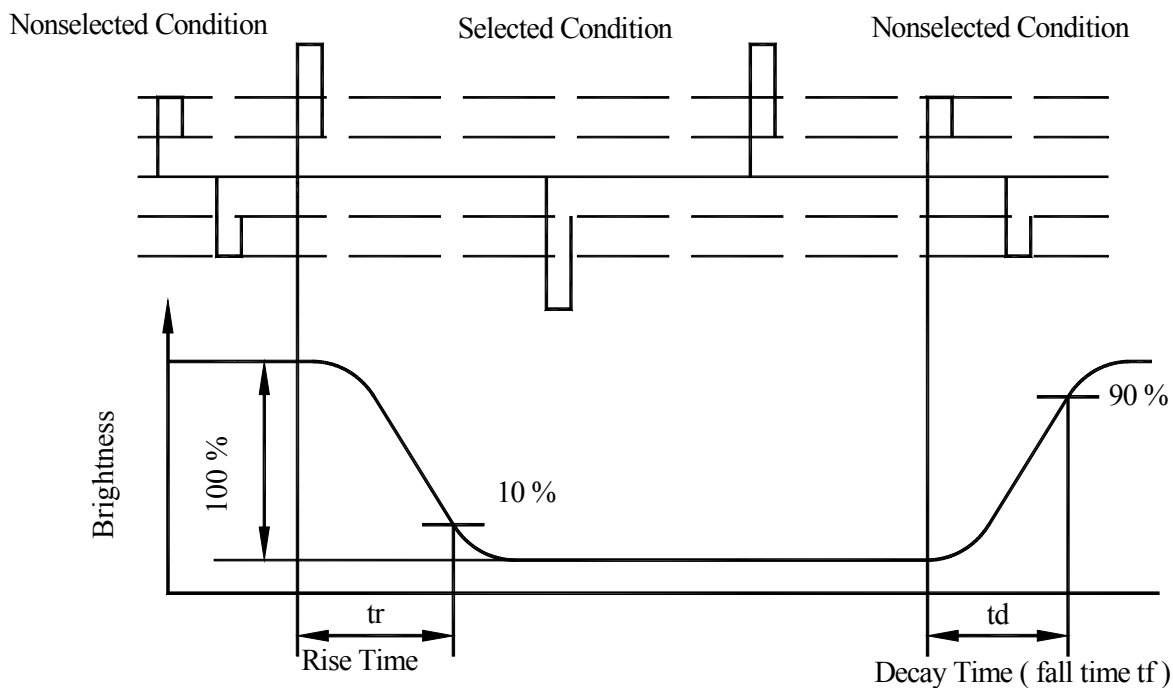 Nonselected Condition
Selected Condition
Nonselected Condition
Brightness
100 %
10 %
90 %
tr
Rise Time
td
Decay Time ( fall time tf )